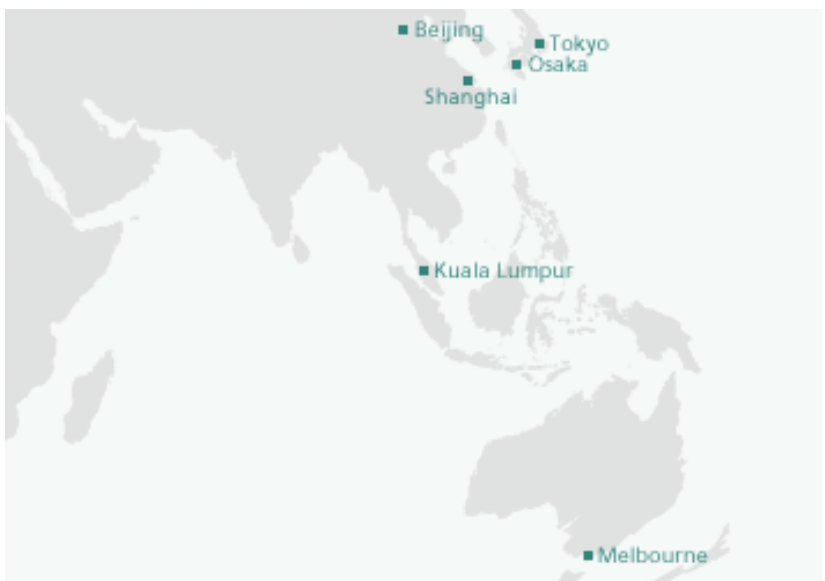 Beijing
Tokyo
Osaka
Shanghai
Kuala Lumpur
Melbourne